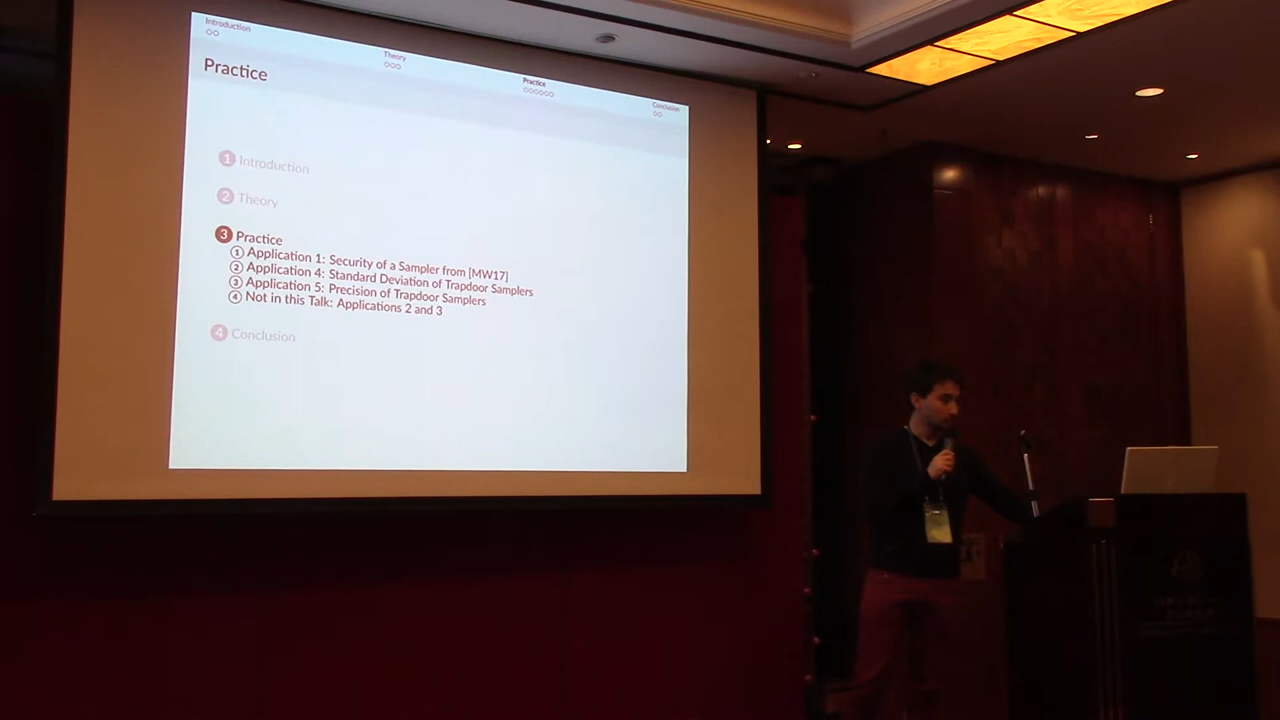 Introduction
Theory
Practice
Conclusion
Practice
1 Introduction
2 Theory
3 Practice
1 Application 1: Security of a Sampler from [MW17]
2 Application 4: Standard Deviation of Trapdoor Samplers
3 Application 5: Precision of Trapdoor Samplers
4 Not in this Talk: Applications 2 and 3
4 Conclusion